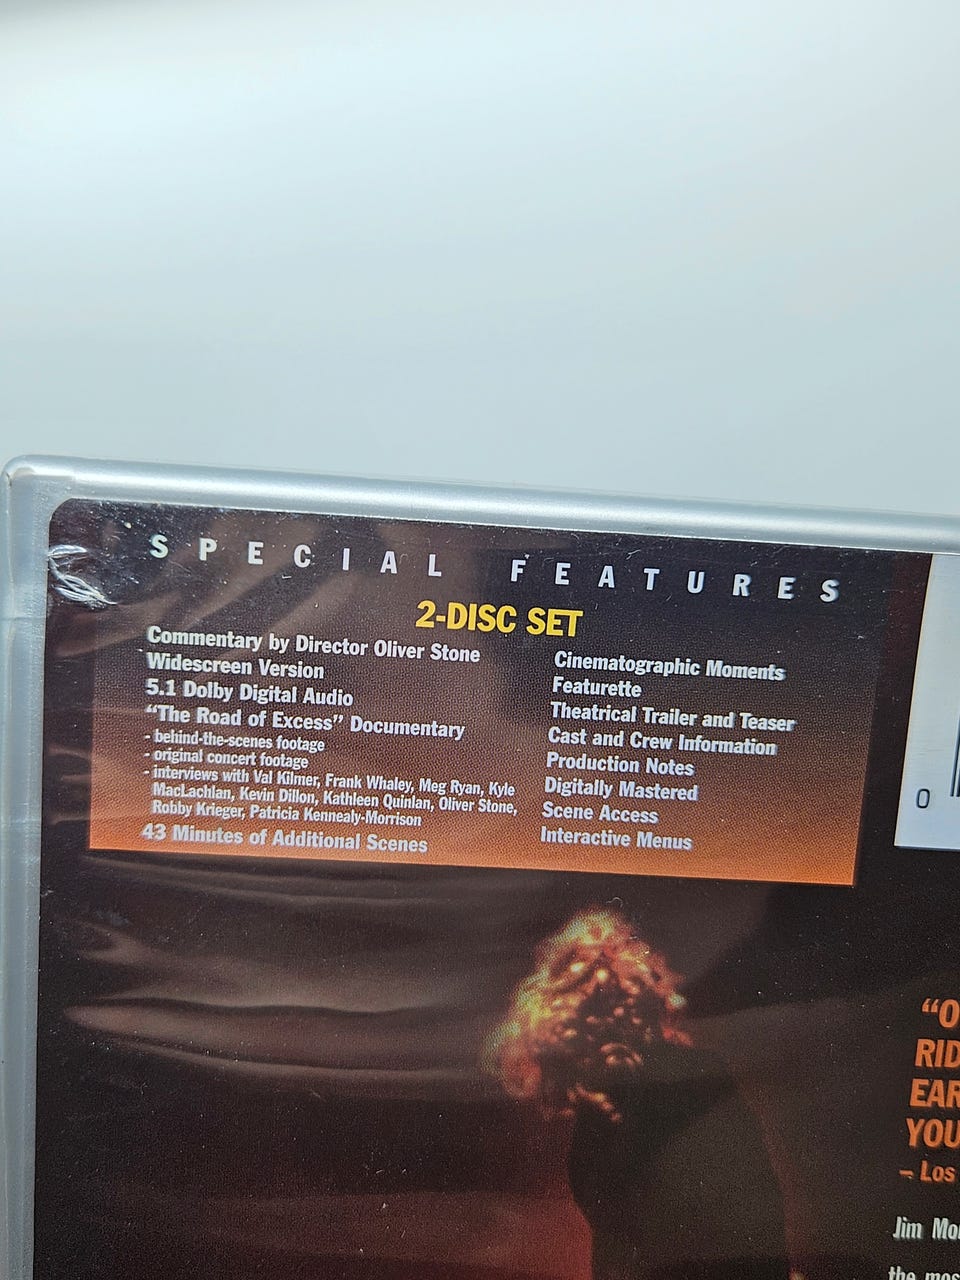 SPECIAL FEATURES
2-DISC SET
Commentary by Director Oliver Stone
Widescreen Version
5.1 Dolby Digital Audio
“The Road of Excess” Documentary
- behind-the-scenes footage
- original concert footage
- interviews with Val Kilmer, Frank Whaley, Meg Ryan, Kyle
MacLachlan, Kevin Dillon, Kathleen Quinlan, Oliver Stone,
Robby Krieger, Patricia Kennealy-Morrison
43 Minutes of Additional Scenes
Cinematographic Moments
Featurette
Theatrical Trailer and Teaser
Cast and Crew Information
Production Notes
Digitally Mastered
Scene Access
Interactive Menus
0
“O
RID
EAR
YOU
– Los
Jim Mo
the mos